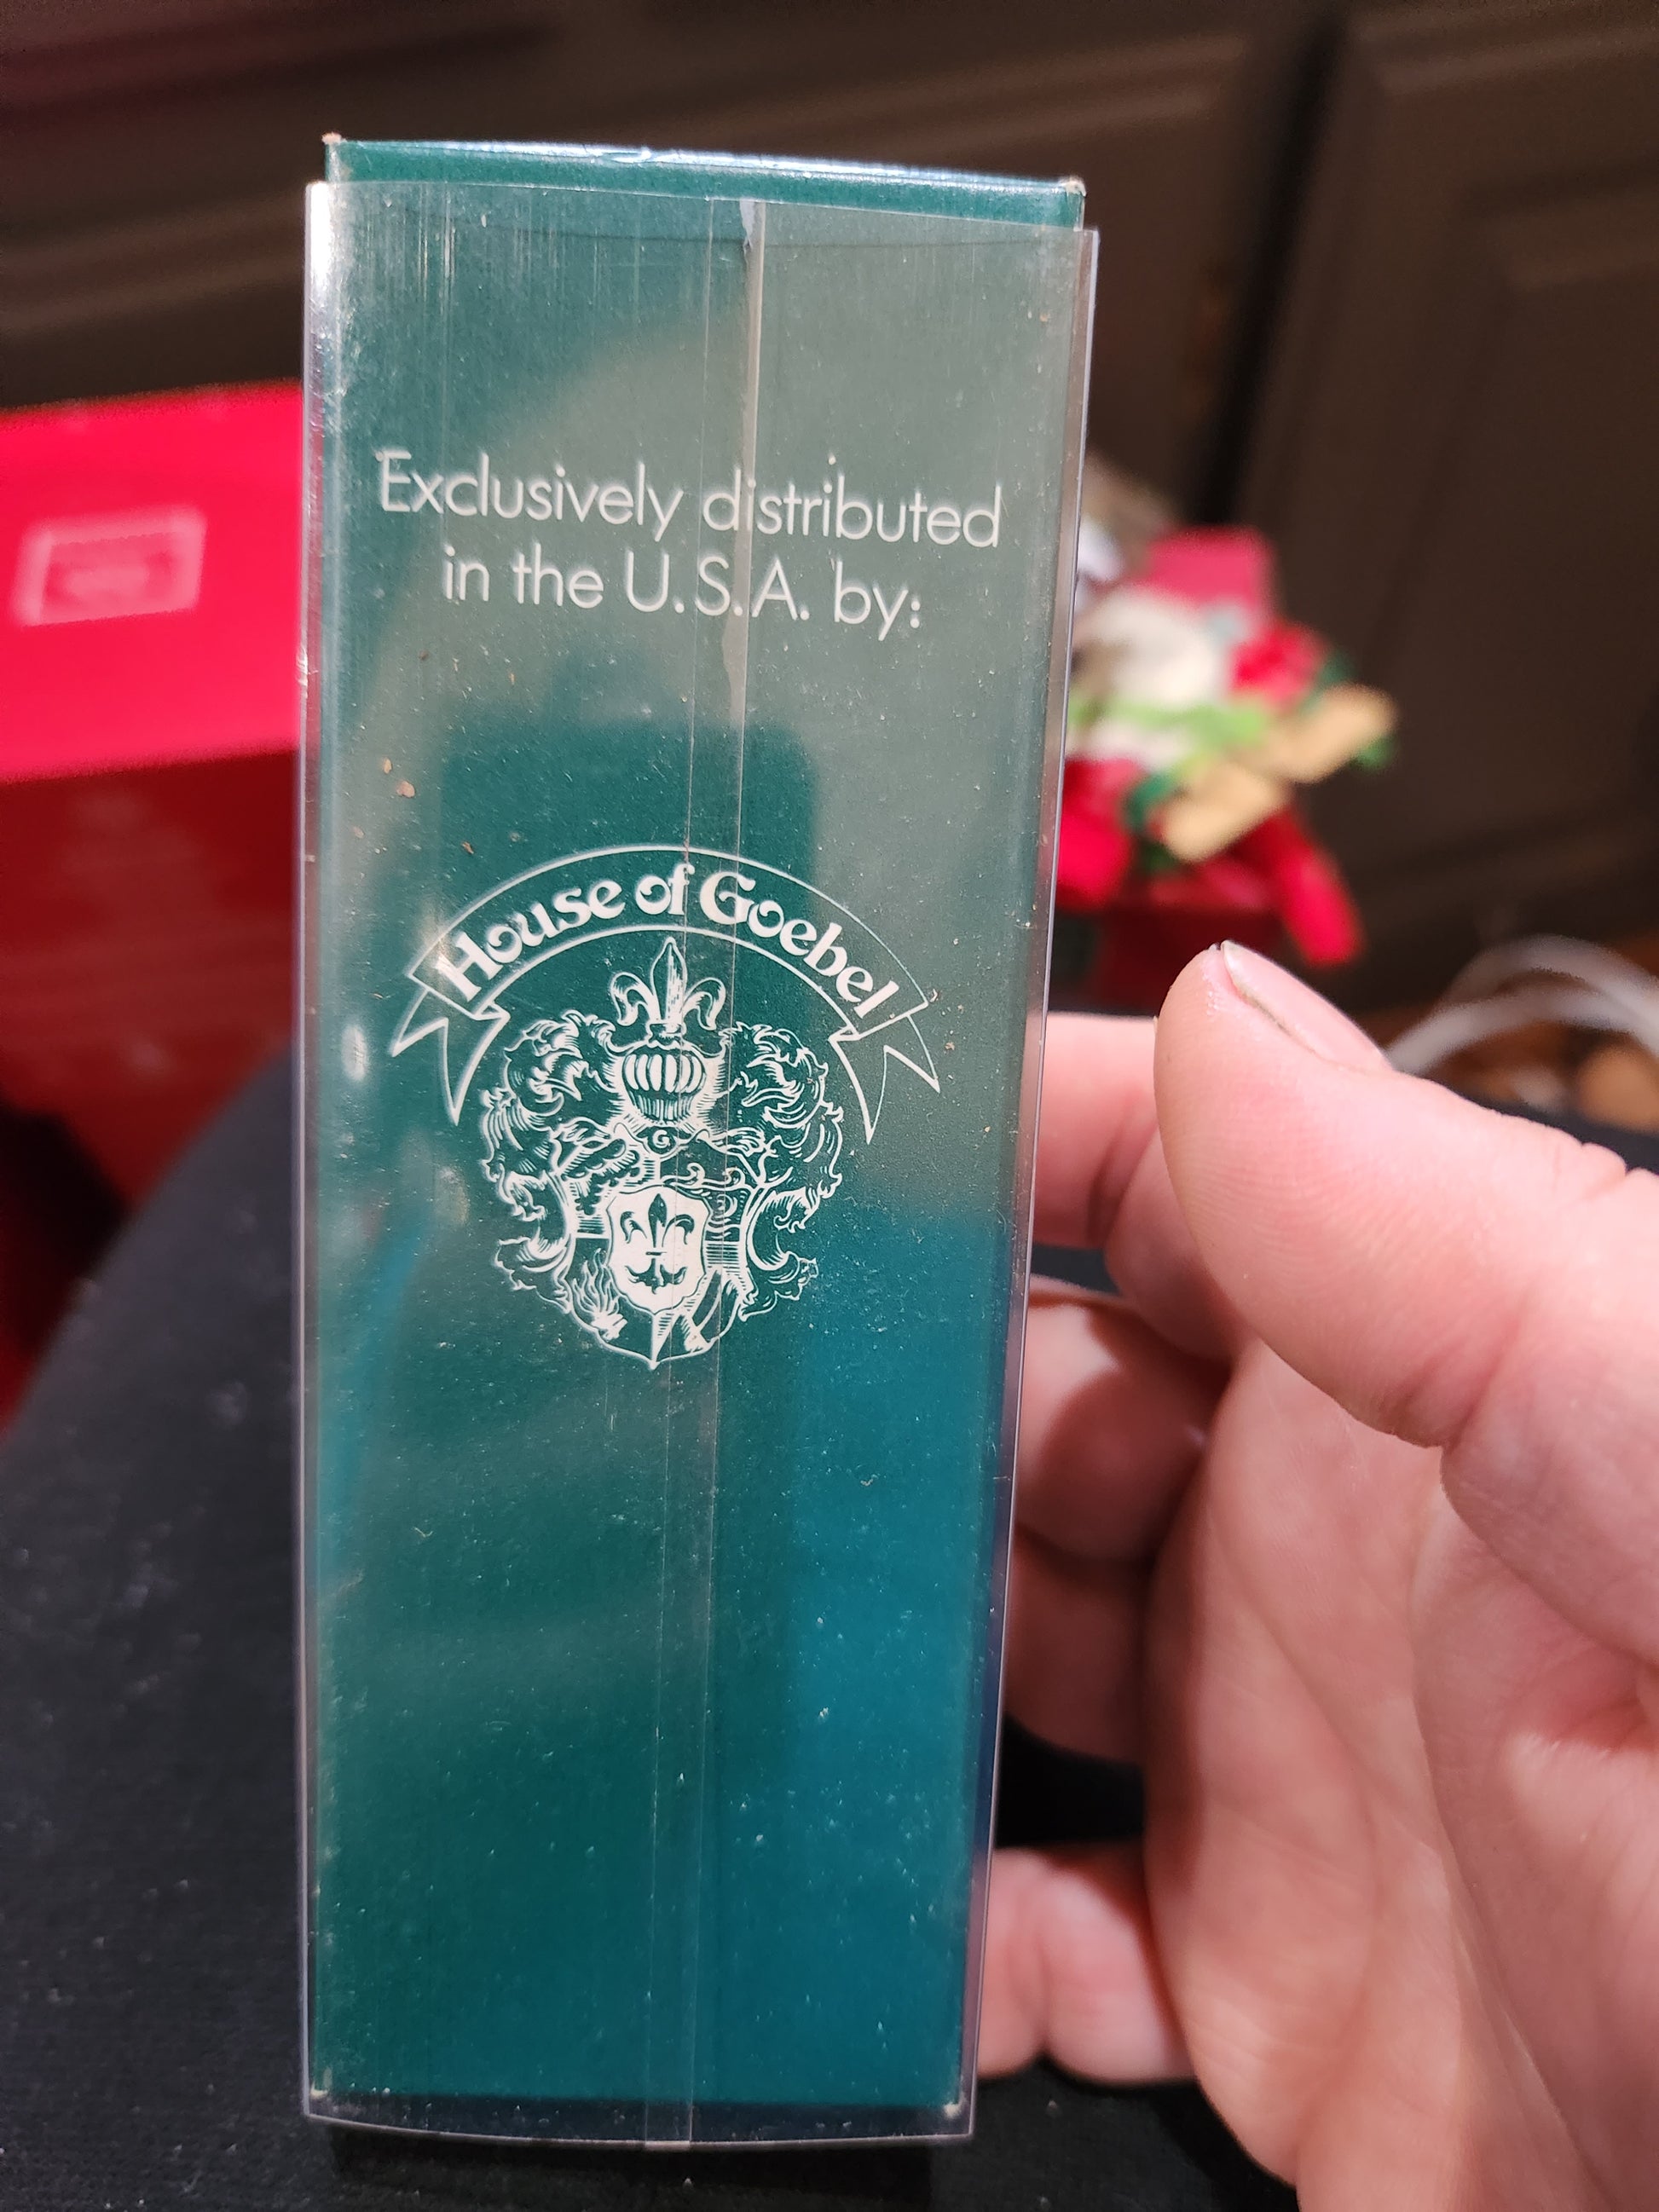 Exclusively distributed
in the U.S.A. by:
House of Goebel
G